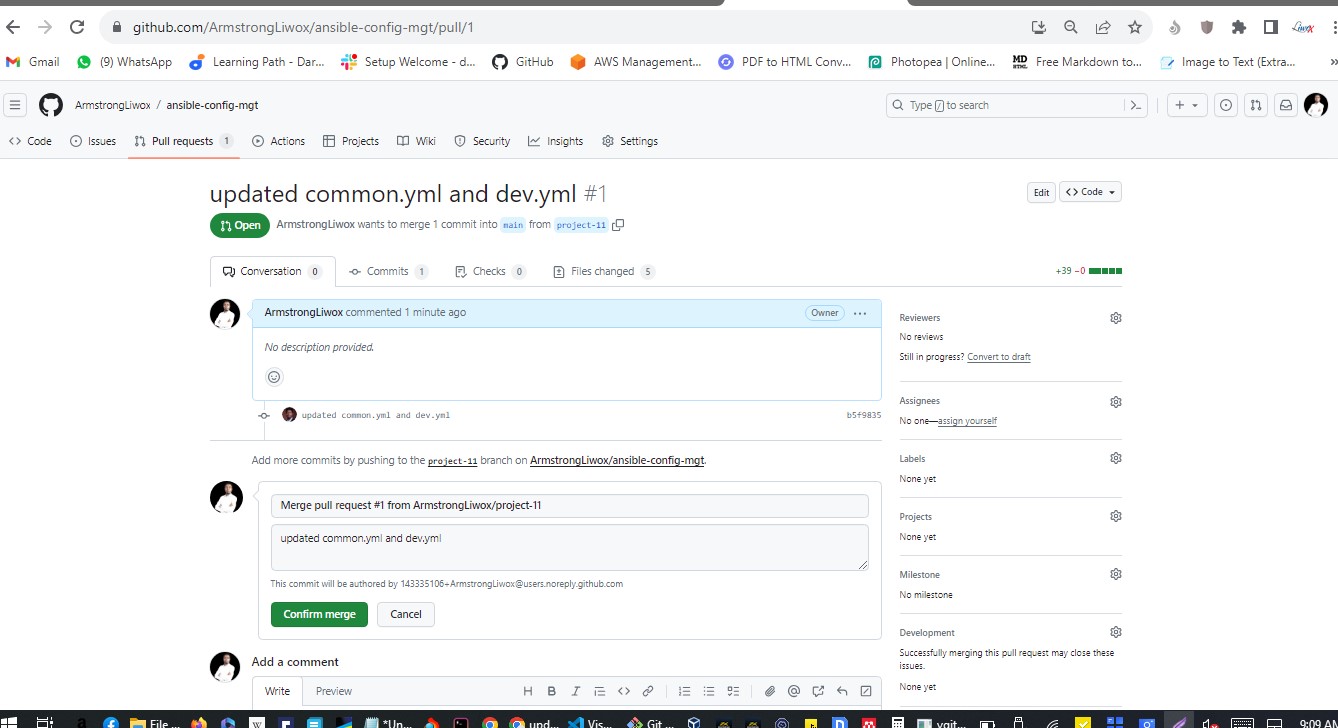 github.com/ArmstrongLiwox/ansible-config-mgt/pull/1
Gmail (9) WhatsApp Learning Path - Dar... Setup Welcome - d... GitHub AWS Management... PDF to HTML Conv... Photopea | Online... Free Markdown to... Image to Text (Extra... »
ArmstrongLiwox / ansible-config-mgt Type / to search
Code Issues Pull requests 1 Actions Projects Wiki Security Insights Settings
updated common.yml and dev.yml #1
Edit <> Code
Open ArmstrongLiwox wants to merge 1 commit into main from project-11
Conversation 0 Commits 1 Checks 0 Files changed 5
+39 −0
ArmstrongLiwox commented 1 minute ago Owner ...
No description provided.
updated common.yml and dev.yml b5f9835
Add more commits by pushing to the project-11 branch on ArmstrongLiwox/ansible-config-mgt.
Merge pull request #1 from ArmstrongLiwox/project-11
updated common.yml and dev.yml
This commit will be authored by 143335106+ArmstrongLiwox@users.noreply.github.com
Confirm merge Cancel
Add a comment
Write Preview H B I
Reviewers
No reviews
Still in progress? Convert to draft
Assignees
No one—assign yourself
Labels
None yet
Projects
None yet
Milestone
No milestone
Development
Successfully merging this pull request may close these
issues.
None yet
File ... *Up... upd... Vis... Git ... vgit... 9:09 AM